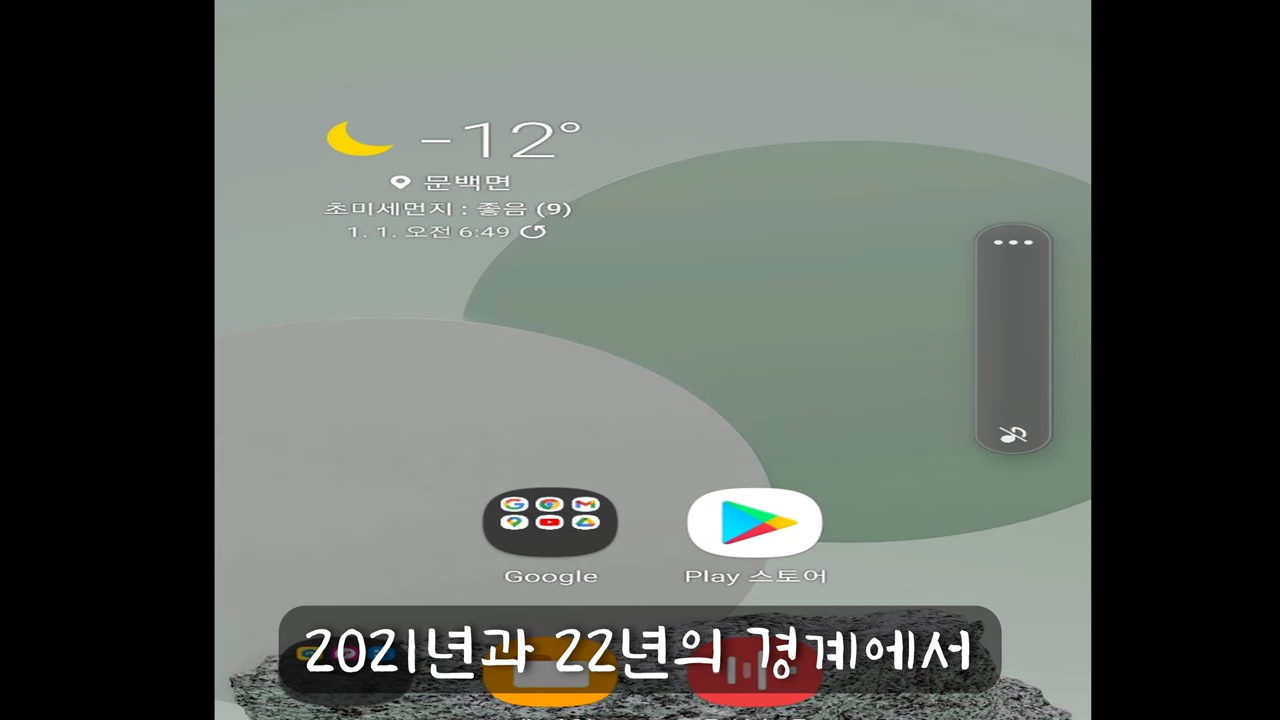 -12°
문백면
초미세먼지 : 좋음 (9)
1. 1. 오전 6:49
Google
Play 스토어
2021년과 22년의 경계에서